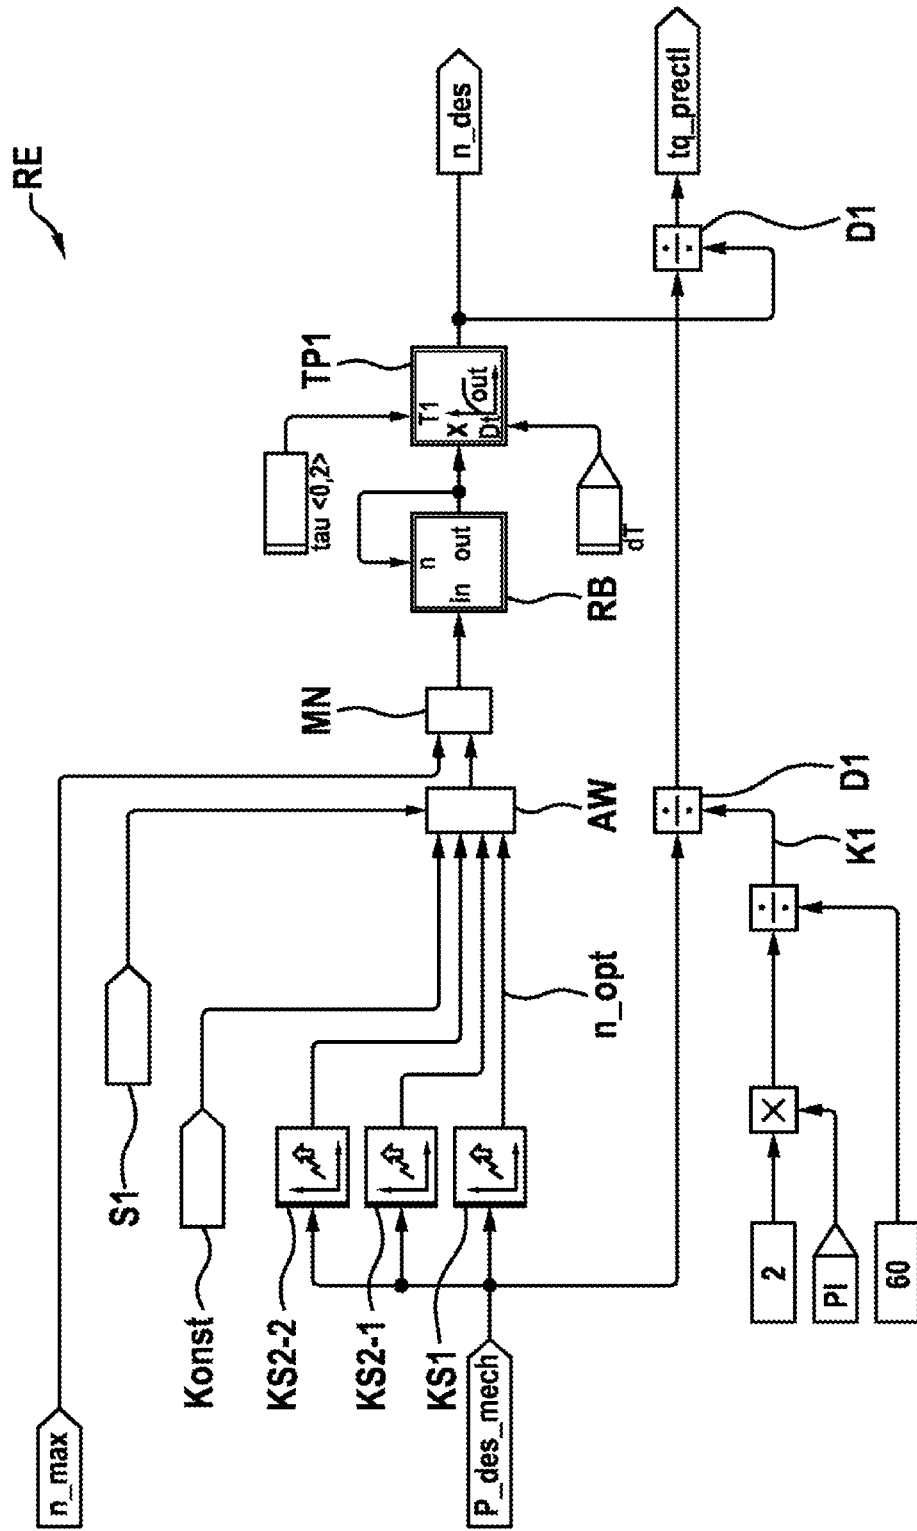 RE
n_max
S1
Konst
KS2-2
KS2-1
KS1
P_des_mech
n_opt
AW
MN
in
n
out
RB
tau <0,2>
dT
T1
X
Dt
out
TP1
n_des
2
PI
60
K1
D1
D1
tq_prectl